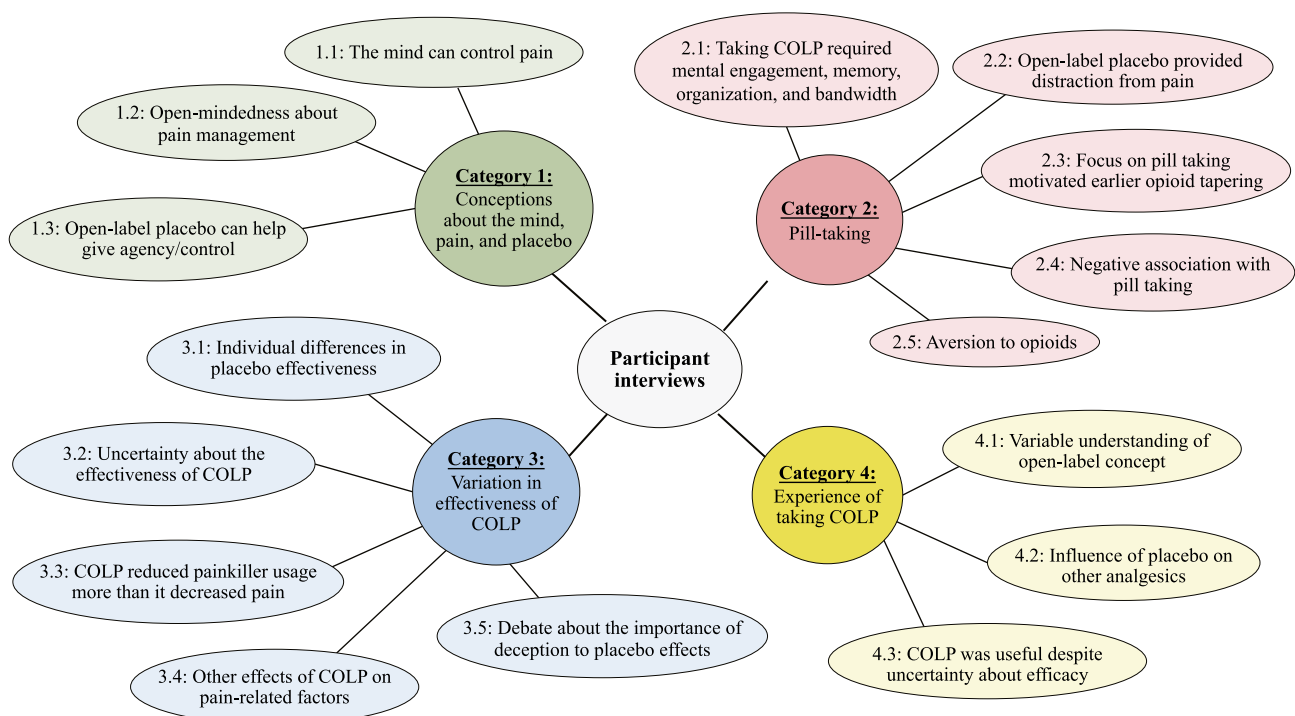 1.1: The mind can control pain
1.2: Open-mindedness about
pain management
1.3: Open-label placebo can help
give agency/control
Category 1:
Conceptions
about the mind,
pain, and placebo
2.1: Taking COLP required
mental engagement, memory,
organization, and bandwidth
2.2: Open-label placebo provided
distraction from pain
2.3: Focus on pill taking
motivated earlier opioid tapering
2.4: Negative association with
pill taking
2.5: Aversion to opioids
Category 2:
Pill-taking
Participant
interviews
3.1: Individual differences in
placebo effectiveness
3.2: Uncertainty about the
effectiveness of COLP
3.3: COLP reduced painkiller usage
more than it decreased pain
3.4: Other effects of COLP on
pain-related factors
3.5: Debate about the importance of
deception to placebo effects
Category 3:
Variation in
effectiveness of
COLP
Category 4:
Experience of
taking COLP
4.1: Variable understanding of
open-label concept
4.2: Influence of placebo on
other analgesics
4.3: COLP was useful despite
uncertainty about efficacy